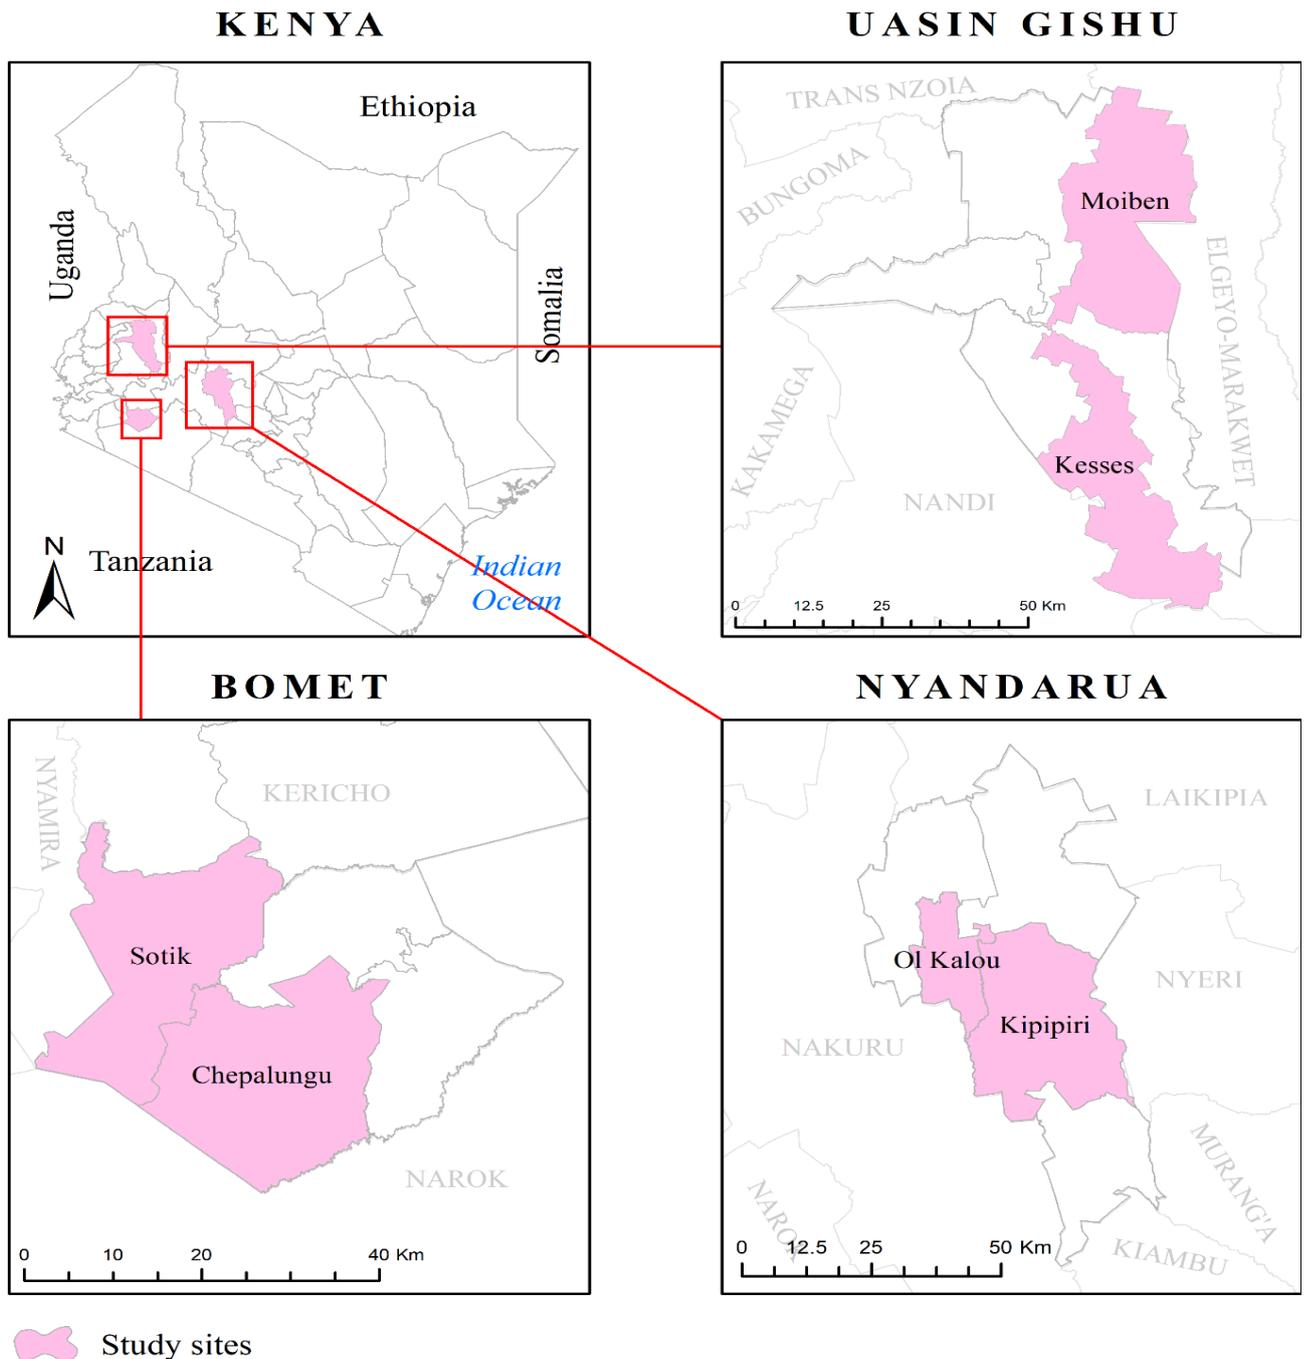 KENYA
Ethiopia
Uganda
Somalia
N
Tanzania
Indian
Ocean
UASIN GISHU
TRANS NZOIA
BUNGOMA
Moiben
ELGEYO-MARAKWET
KAKAMEGA
Kesses
NANDI
0 12.5 25 50 Km
BOMET
NYAMIRA
KERICHO
Sotik
Chepalungu
NAROK
0 10 20 40 Km
NYANDARUA
LAIKIPIA
Ol Kalou
NYERI
Kipipiri
NAKURU
MURANG'A
NAROK
KIAMBU
0 12.5 25 50 Km
Study sites